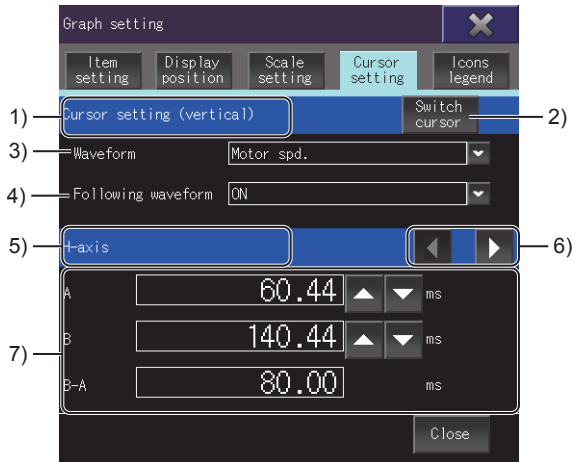 Graph setting
Item setting
Display position
Scale setting
Cursor setting
Icons legend
1)
Cursor setting (vertical)
Switch cursor
2)
3)
Waveform
Motor spd.
4)
Following waveform
ON
5)
H-axis
6)
A
60.44
ms
7)
B
140.44
ms
B-A
80.00
ms
Close